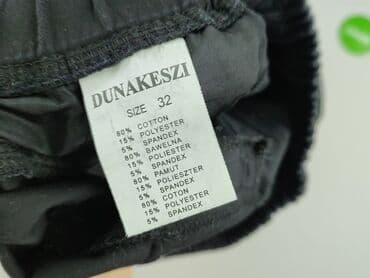 DUNAKESZI
SIZE 32
80% COTTON
15% POLYESTER
5% SPANDEX
80% BAWELNA
15% POLIESTER
5% SPANDEX
80% PAMUT
15% POLIESZTER
5% SPANDEX
80% COTON
15% POLYESTER
5% SPANDEX